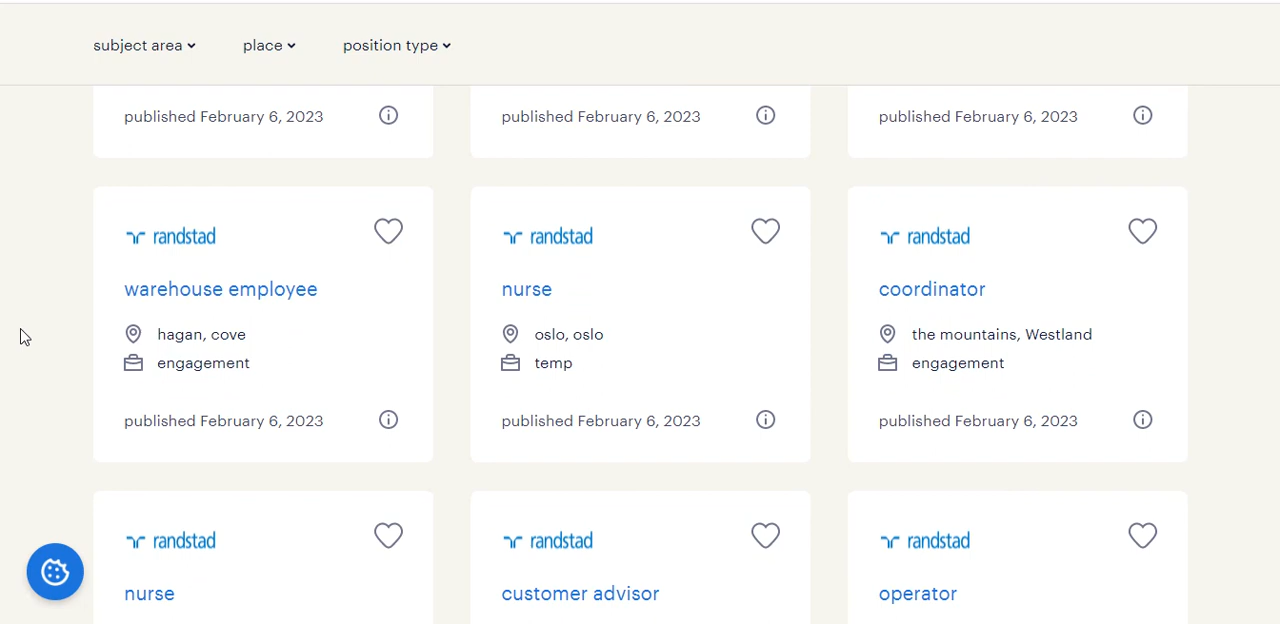 subject area place position type
published February 6, 2023 published February 6, 2023 published February 6, 2023
randstad randstad randstad
warehouse employee nurse coordinator
hagan, cove oslo, oslo the mountains, Westland
engagement temp engagement
published February 6, 2023 published February 6, 2023 published February 6, 2023
randstad randstad randstad
nurse customer advisor operator